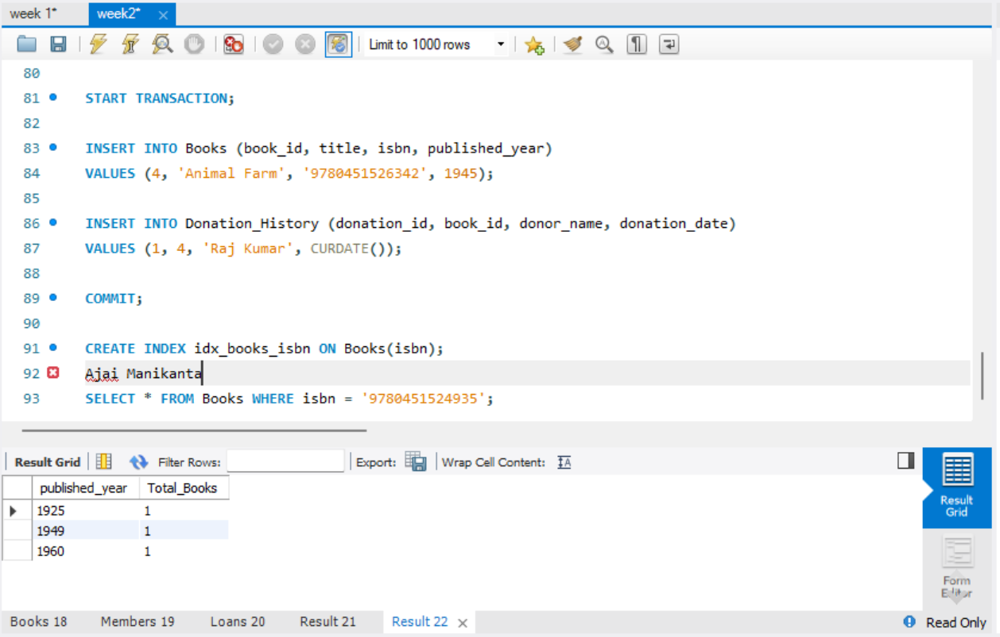 week 1*
week2*
Limit to 1000 rows
80
81 START TRANSACTION;
82
83 INSERT INTO Books (book_id, title, isbn, published_year)
84 VALUES (4, 'Animal Farm', '9780451526342', 1945);
85
86 INSERT INTO Donation_History (donation_id, book_id, donor_name, donation_date)
87 VALUES (1, 4, 'Raj Kumar', CURDATE());
88
89 COMMIT;
90
91 CREATE INDEX idx_books_isbn ON Books(isbn);
92 Ajai Manikanta
93 SELECT * FROM Books WHERE isbn = '9780451524935';
Result Grid Filter Rows: Export: Wrap Cell Content: IA
published_year Total_Books
1925 1
1949 1
1960 1
Result
Grid
Form
Editor
Books 18 Members 19 Loans 20 Result 21 Result 22 Read Only